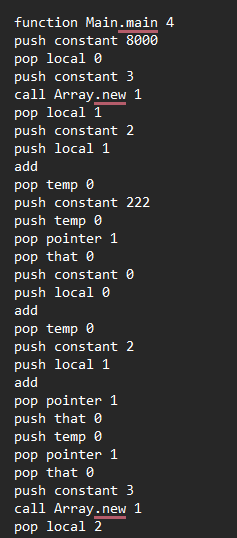 function Main.main 4
push constant 8000
pop local 0
push constant 3
call Array.new 1
pop local 1
push constant 2
push local 1
add
pop temp 0
push constant 222
push temp 0
pop pointer 1
pop that 0
push constant 0
push local 0
add
pop temp 0
push constant 2
push local 1
add
pop pointer 1
push that 0
push temp 0
pop pointer 1
pop that 0
push constant 3
call Array.new 1
pop local 2